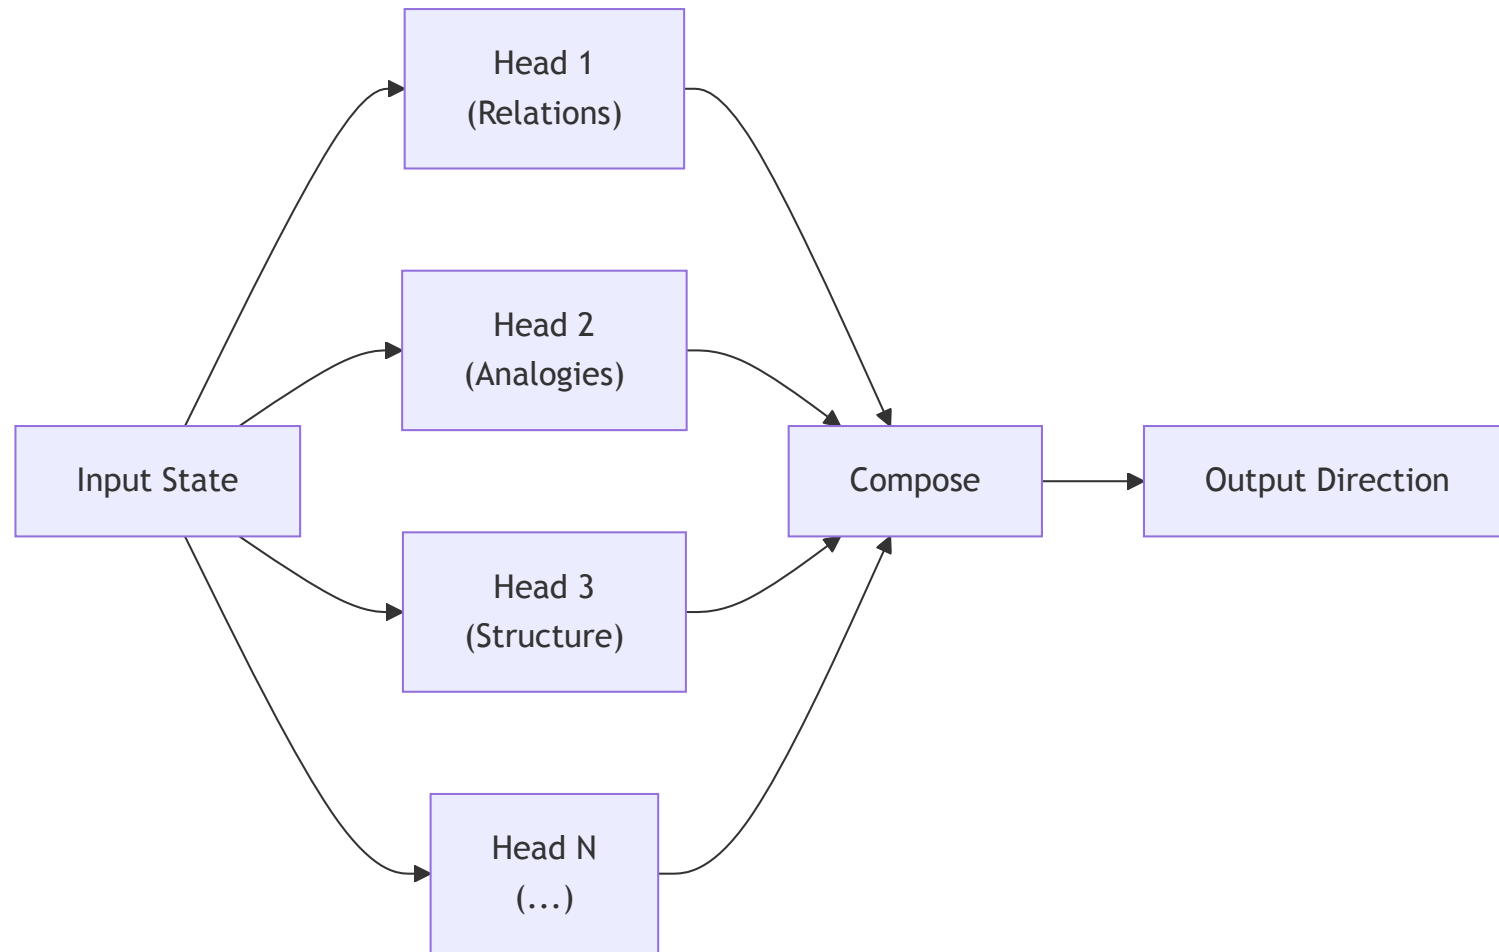 Head 1
(Relations)
Head 2
(Analogies)
Input State
Compose
Output Direction
Head 3
(Structure)
Head N
(...)